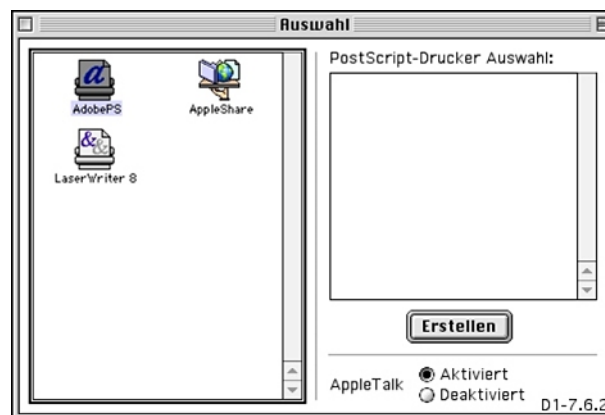 Auswahl
AdobePS
AppleShare
LaserWriter 8
PostScript-Drucker Auswahl:
Erstellen
AppleTalk
Aktiviert
Deaktiviert
D1-7.6.2